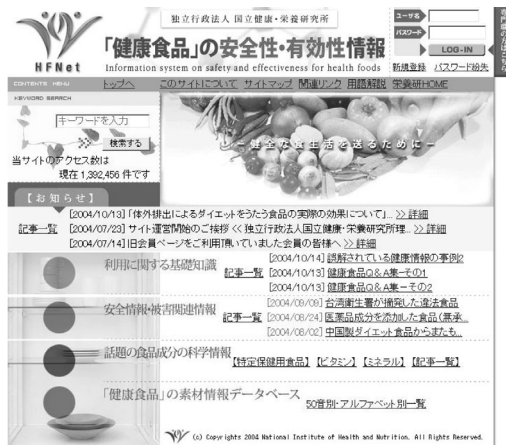 独立行政法人 国立健康・栄養研究所
ユーザ名
パスワード
LOG-IN
新規登録 パスワード紛失
HFNet
「健康食品」の安全性・有効性情報
Information system on safety and effectiveness for health foods
CONTENTS MENU
トップへ このサイトについて サイトマップ 関連リンク 用語解説 栄養研HOME
KEYWORD SEARCH
キーワードを入力
検索する
当サイトのアクセス数は
現在 1,392,456 件です
－健全な食生活を送るために－
【お知らせ】
記事一覧
[2004/10/13]「体外排出によるダイエットをうたう食品の実際の効果について」... >> 詳細
[2004/07/23] サイト運営開始のご挨拶 << 独立行政法人国立健康・栄養研究所理... >> 詳細
[2004/07/14] 旧会員ページをご利用頂いていました会員の皆様へ >> 詳細
利用に関する基礎知識
記事一覧
[2004/10/14] 誤解されている健康情報の事例2
[2004/10/13] 健康食品Q&A集－その1
[2004/10/13] 健康食品Q&A集－その2
安全情報・被害関連情報
記事一覧
[2004/09/09] 台湾衛生署が摘発した違法食品
[2004/08/24] 医薬品成分を添加した食品(無承...
[2004/08/02] 中国製ダイエット食品からまたも...
話題の食品成分の科学情報
【特定保健用食品】【ビタミン】【ミネラル】【記事一覧】
「健康食品」の素材情報データベース
50音別・アルファベット別一覧
(c) Copyrights 2004 National Institute of Health and Nutrition. All Rights Reserved.